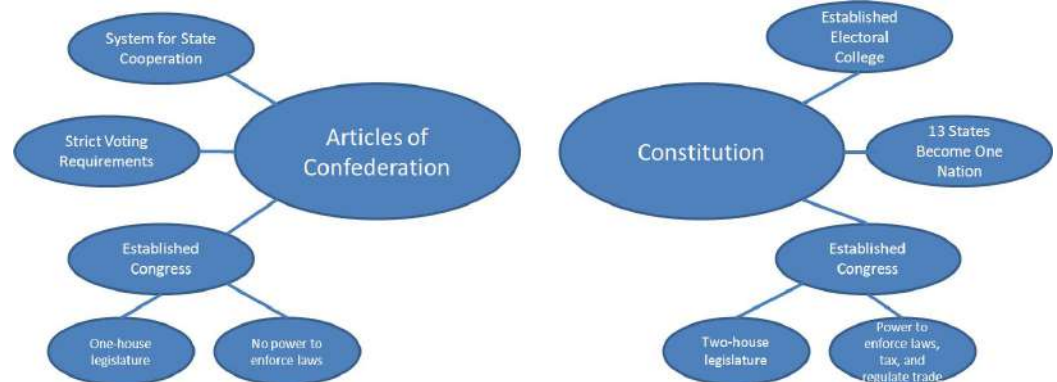 System for State
Cooperation
Strict Voting
Requirements
Articles of
Confederation
Established
Congress
One-house
legislature
No power to
enforce laws
Established
Electoral
College
Constitution
13 States
Become One
Nation
Established
Congress
Two-house
legislature
Power to
enforce laws,
tax, and
regulate trade